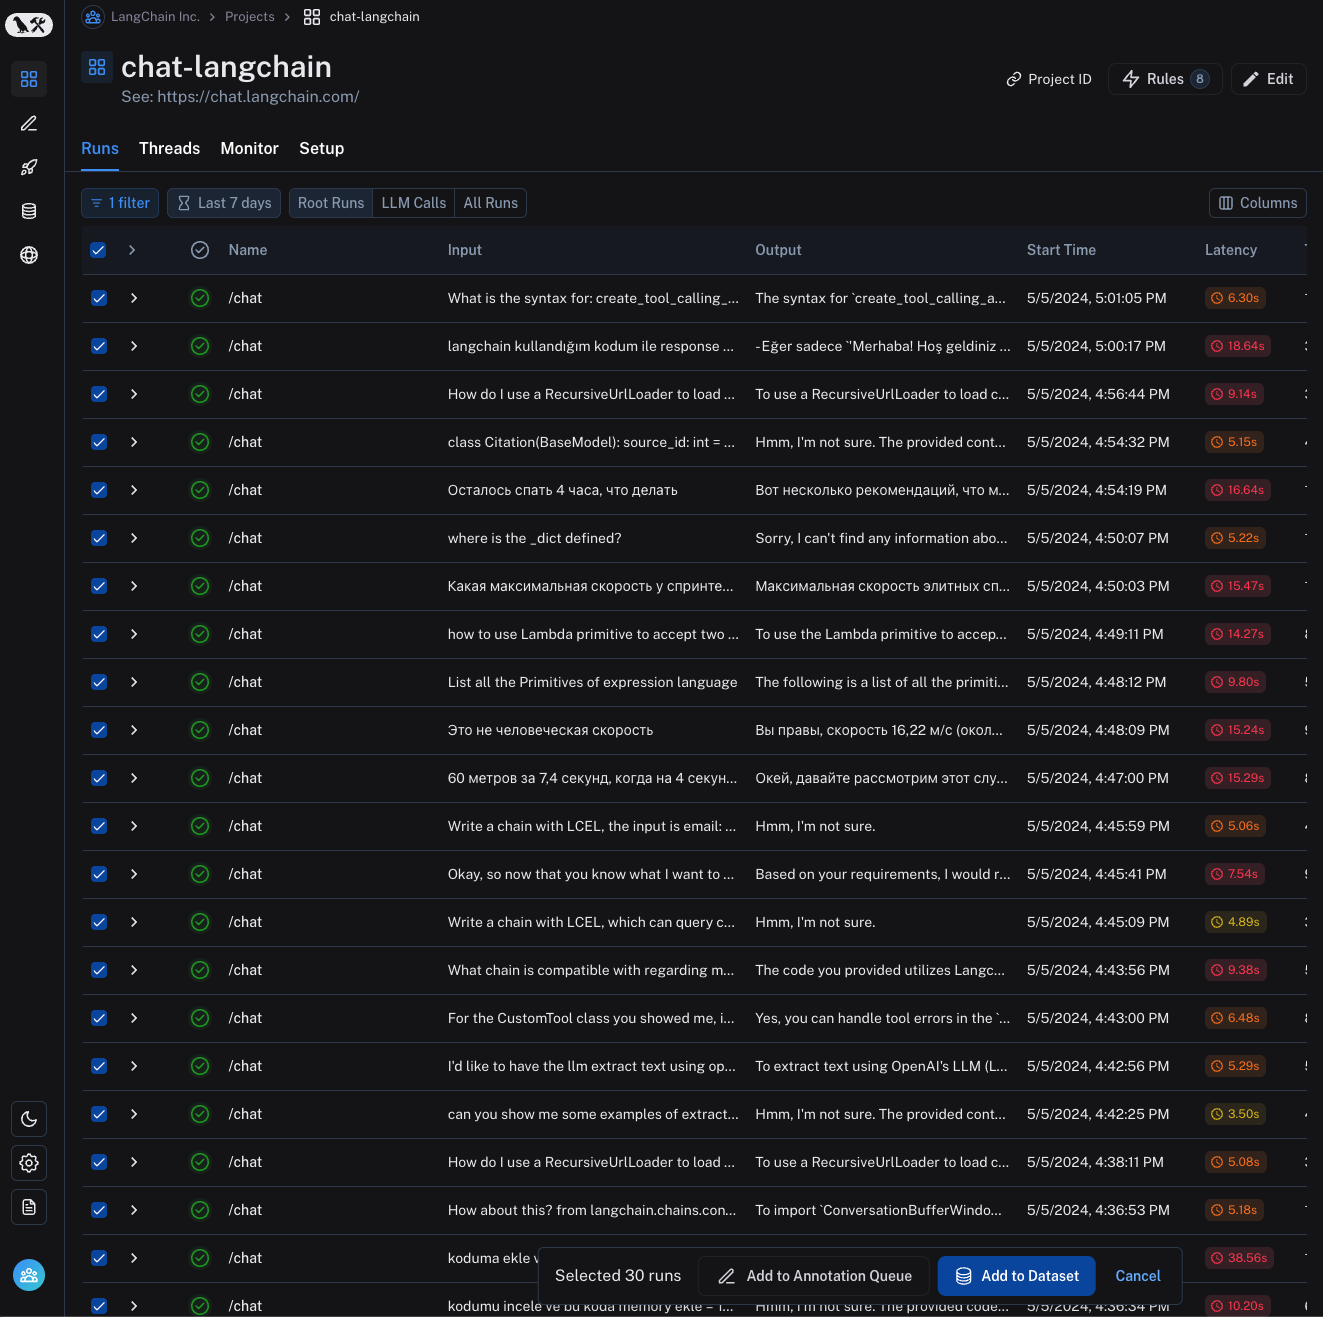 LangChain Inc. > Projects > chat-langchain
chat-langchain
See: https://chat.langchain.com/
Project ID
Rules 8
Edit
Runs Threads Monitor Setup
1 filter Last 7 days Root Runs LLM Calls All Runs Columns
Name Input Output Start Time Latency
/chat What is the syntax for: create_tool_calling_... The syntax for `create_tool_calling_a... 5/5/2024, 5:01:05 PM 6.30s
/chat langchain kullandığım kodum ile response ... - Eğer sadece `'Merhaba! Hoş geldiniz ... 5/5/2024, 5:00:17 PM 18.64s
/chat How do I use a RecursiveUrlLoader to load ... To use a RecursiveUrlLoader to load c... 5/5/2024, 4:56:44 PM 9.14s
/chat class Citation(BaseModel): source_id: int = ... Hmm, I'm not sure. The provided cont... 5/5/2024, 4:54:32 PM 5.15s
/chat Осталось спать 4 часа, что делать Вот несколько рекомендаций, что м... 5/5/2024, 4:54:19 PM 16.64s
/chat where is the _dict defined? Sorry, I can't find any information abo... 5/5/2024, 4:50:07 PM 5.22s
/chat Какая максимальная скорость у спринте... Максимальная скорость элитных сп... 5/5/2024, 4:50:03 PM 15.47s
/chat how to use Lambda primitive to accept two ... To use the Lambda primitive to accep... 5/5/2024, 4:49:11 PM 14.27s
/chat List all the Primitives of expression language The following is a list of all the primiti... 5/5/2024, 4:48:12 PM 9.80s
/chat Это не человеческая скорость Вы правы, скорость 16,22 м/с (окол... 5/5/2024, 4:48:09 PM 15.24s
/chat 60 метров за 7,4 секунд, когда на 4 секун... Окей, давайте рассмотрим этот слу... 5/5/2024, 4:47:00 PM 15.29s
/chat Write a chain with LCEL, the input is email: ... Hmm, I'm not sure. 5/5/2024, 4:45:59 PM 5.06s
/chat Okay, so now that you know what I want to ... Based on your requirements, I would r... 5/5/2024, 4:45:41 PM 7.54s
/chat Write a chain with LCEL, which can query c... Hmm, I'm not sure. 5/5/2024, 4:45:09 PM 4.89s
/chat What chain is compatible with regarding m... The code you provided utilizes Langc... 5/5/2024, 4:43:56 PM 9.38s
/chat For the CustomTool class you showed me, i... Yes, you can handle tool errors in the `... 5/5/2024, 4:43:00 PM 6.48s
/chat I'd like to have the llm extract text using op... To extract text using OpenAI's LLM (L... 5/5/2024, 4:42:56 PM 5.29s
/chat can you show me some examples of extract... Hmm, I'm not sure. The provided cont... 5/5/2024, 4:42:25 PM 3.50s
/chat How do I use a RecursiveUrlLoader to load ... To use a RecursiveUrlLoader to load c... 5/5/2024, 4:38:11 PM 5.08s
/chat How about this? from langchain.chains.con... To import `ConversationBufferWindo... 5/5/2024, 4:36:53 PM 5.18s
/chat koduma ekle 38.56s
Selected 30 runs Add to Annotation Queue Add to Dataset Cancel
/chat kodumu incele ve bu koda memory ekle = Hmm, I'm not sure. The provided code... 5/5/2024, 4:36:34 PM 10.20s